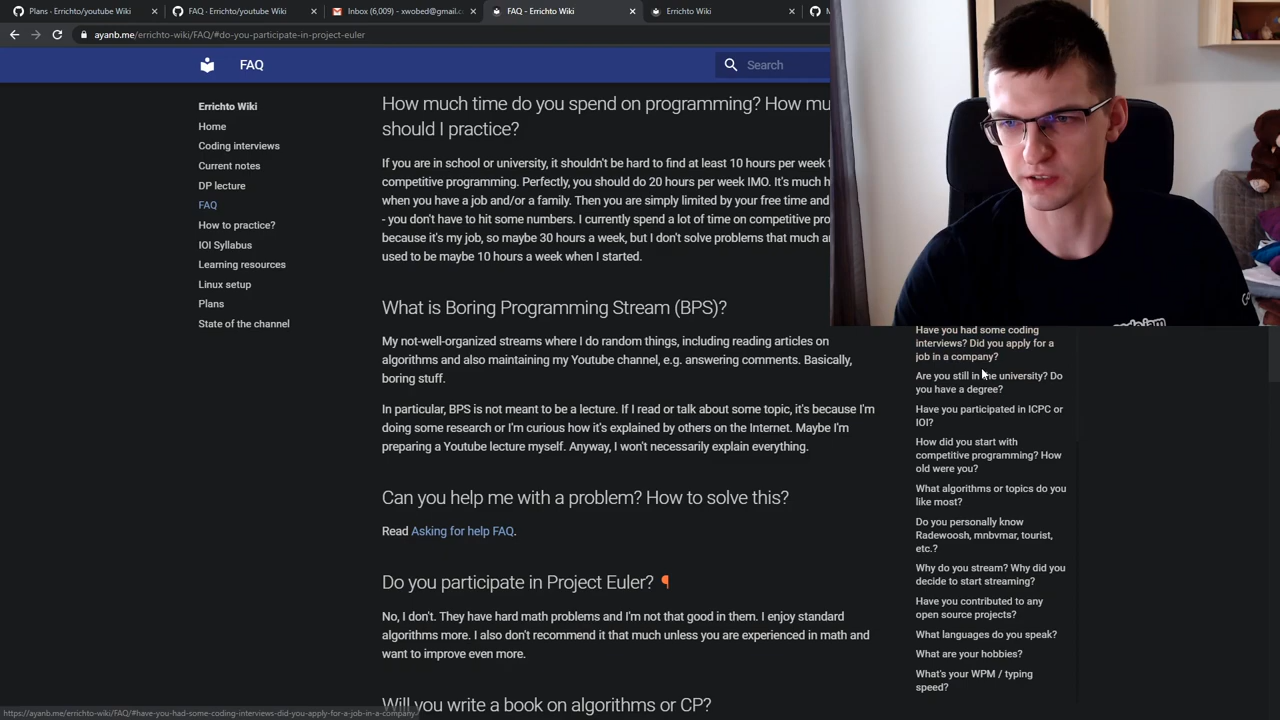 Plans · Errichto/youtube Wiki
FAQ · Errichto/youtube Wiki
Inbox (6,009) - xwobed@gmail.c
FAQ - Errichto Wiki
Errichto Wiki
ayanb.me/errichto-wiki/FAQ/#do-you-participate-in-project-euler
FAQ
Search
Errichto Wiki
Home
Coding interviews
Current notes
DP lecture
FAQ
How to practice?
IOI Syllabus
Learning resources
Linux setup
Plans
State of the channel
How much time do you spend on programming? How mu
should I practice?
If you are in school or university, it shouldn't be hard to find at least 10 hours per week
competitive programming. Perfectly, you should do 20 hours per week IMO. It's much h
when you have a job and/or a family. Then you are simply limited by your free time and
- you don't have to hit some numbers. I currently spend a lot of time on competitive pro
because it's my job, so maybe 30 hours a week, but I don't solve problems that much a
used to be maybe 10 hours a week when I started.
What is Boring Programming Stream (BPS)?
My not-well-organized streams where I do random things, including reading articles on
algorithms and also maintaining my Youtube channel, e.g. answering comments. Basically,
boring stuff.
In particular, BPS is not meant to be a lecture. If I read or talk about some topic, it's because I'm
doing some research or I'm curious how it's explained by others on the Internet. Maybe I'm
preparing a Youtube lecture myself. Anyway, I won't necessarily explain everything.
Can you help me with a problem? How to solve this?
Read Asking for help FAQ.
Do you participate in Project Euler? ¶
No, I don't. They have hard math problems and I'm not that good in them. I enjoy standard
algorithms more. I also don't recommend it that much unless you are experienced in math and
want to improve even more.
Will you write a book on algorithms or CP?
Have you had some coding
interviews? Did you apply for a
job in a company?
Are you still in the university? Do
you have a degree?
Have you participated in ICPC or
IOI?
How did you start with
competitive programming? How
old were you?
What algorithms or topics do you
like most?
Do you personally know
Radewoosh, mnbvmar, tourist,
etc.?
Why do you stream? Why did you
decide to start streaming?
Have you contributed to any
open source projects?
What languages do you speak?
What are your hobbies?
What's your WPM / typing
speed?
https://ayanb.me/errichto-wiki/FAQ/#have-you-had-some-coding-interviews-did-you-apply-for-a-job-in-a-company